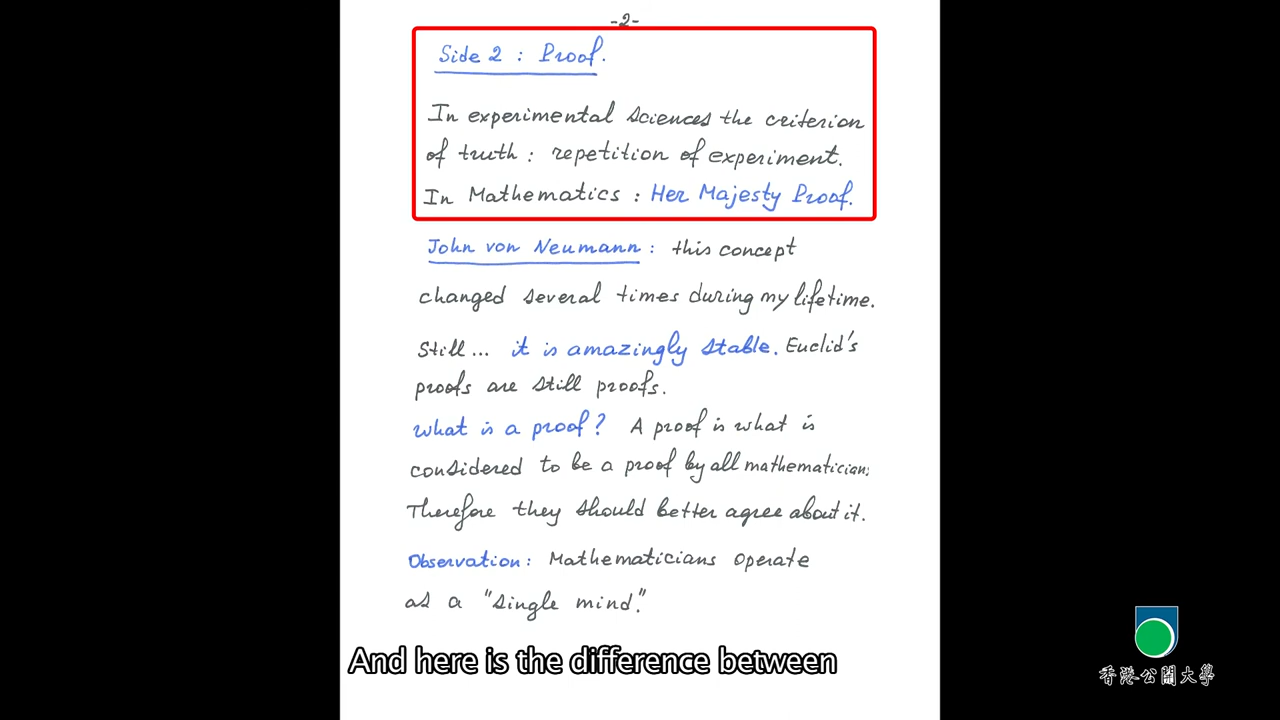 -2-
Side 2 : Proof.
In experimental sciences the criterion
of truth : repetition of experiment.
In Mathematics : Her Majesty Proof.
John von Neumann : this concept
changed several times during my lifetime.
Still... it is amazingly stable. Euclid's
proofs are still proofs.
What is a proof? A proof is what is
considered to be a proof by all mathematicians
Therefore they should better agree about it.
Observation: Mathematicians operate
as a "single mind."
And here is the difference between
香港公開大學